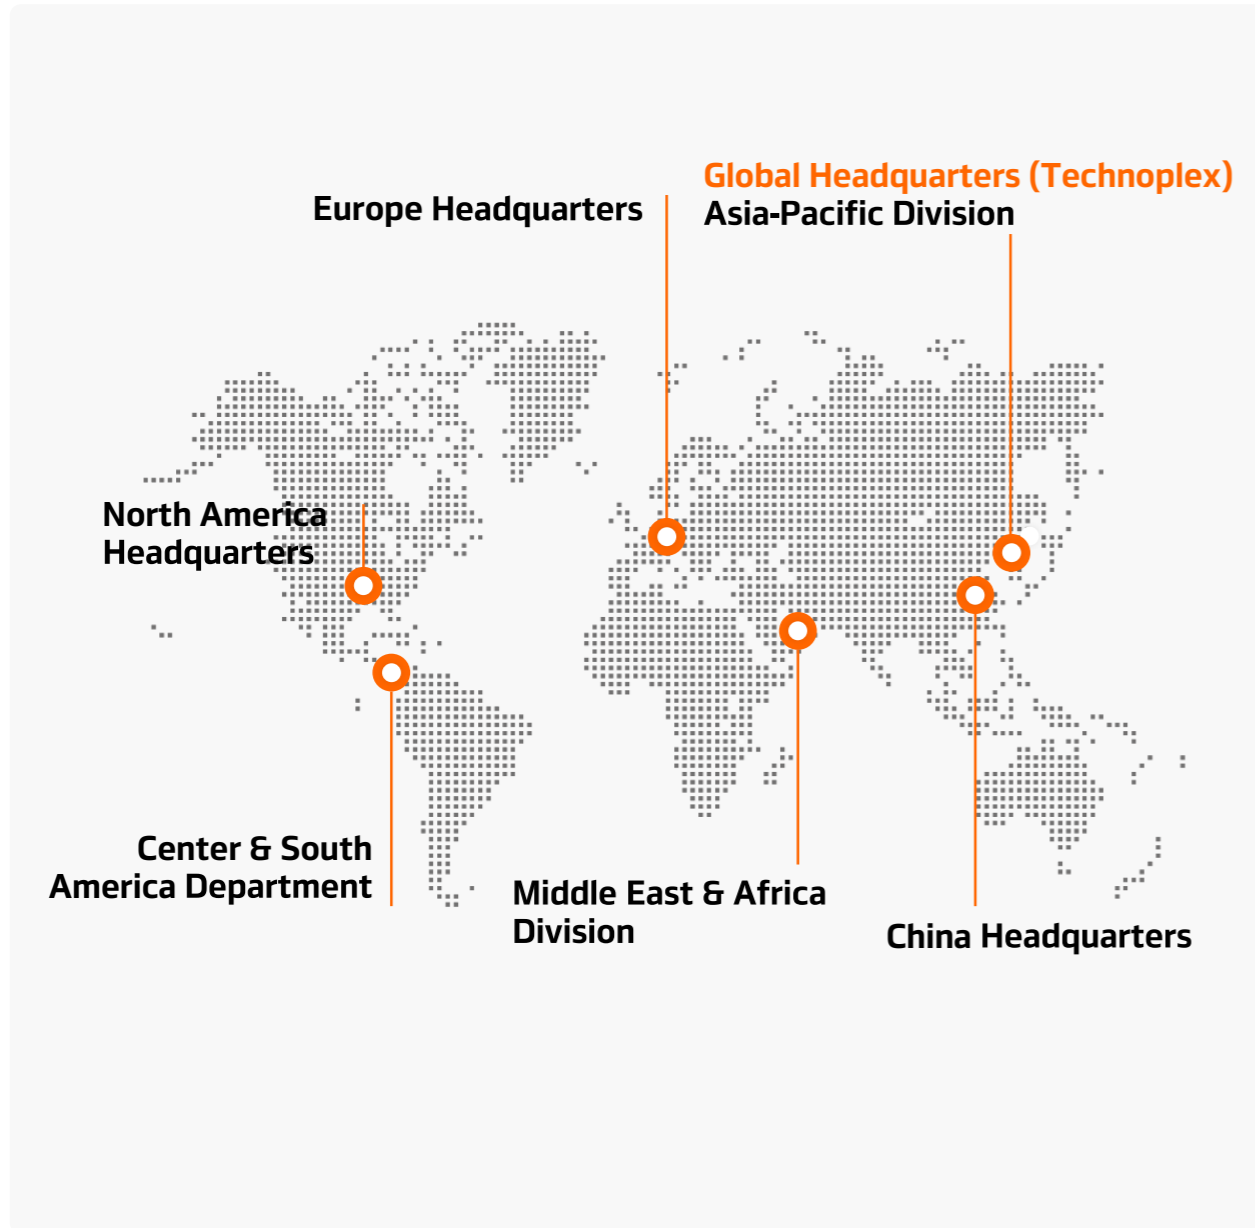 Global Headquarters (Technoplex)
Asia-Pacific Division
Europe Headquarters
North America
Headquarters
Center & South
America Department
Middle East & Africa
Division
China Headquarters